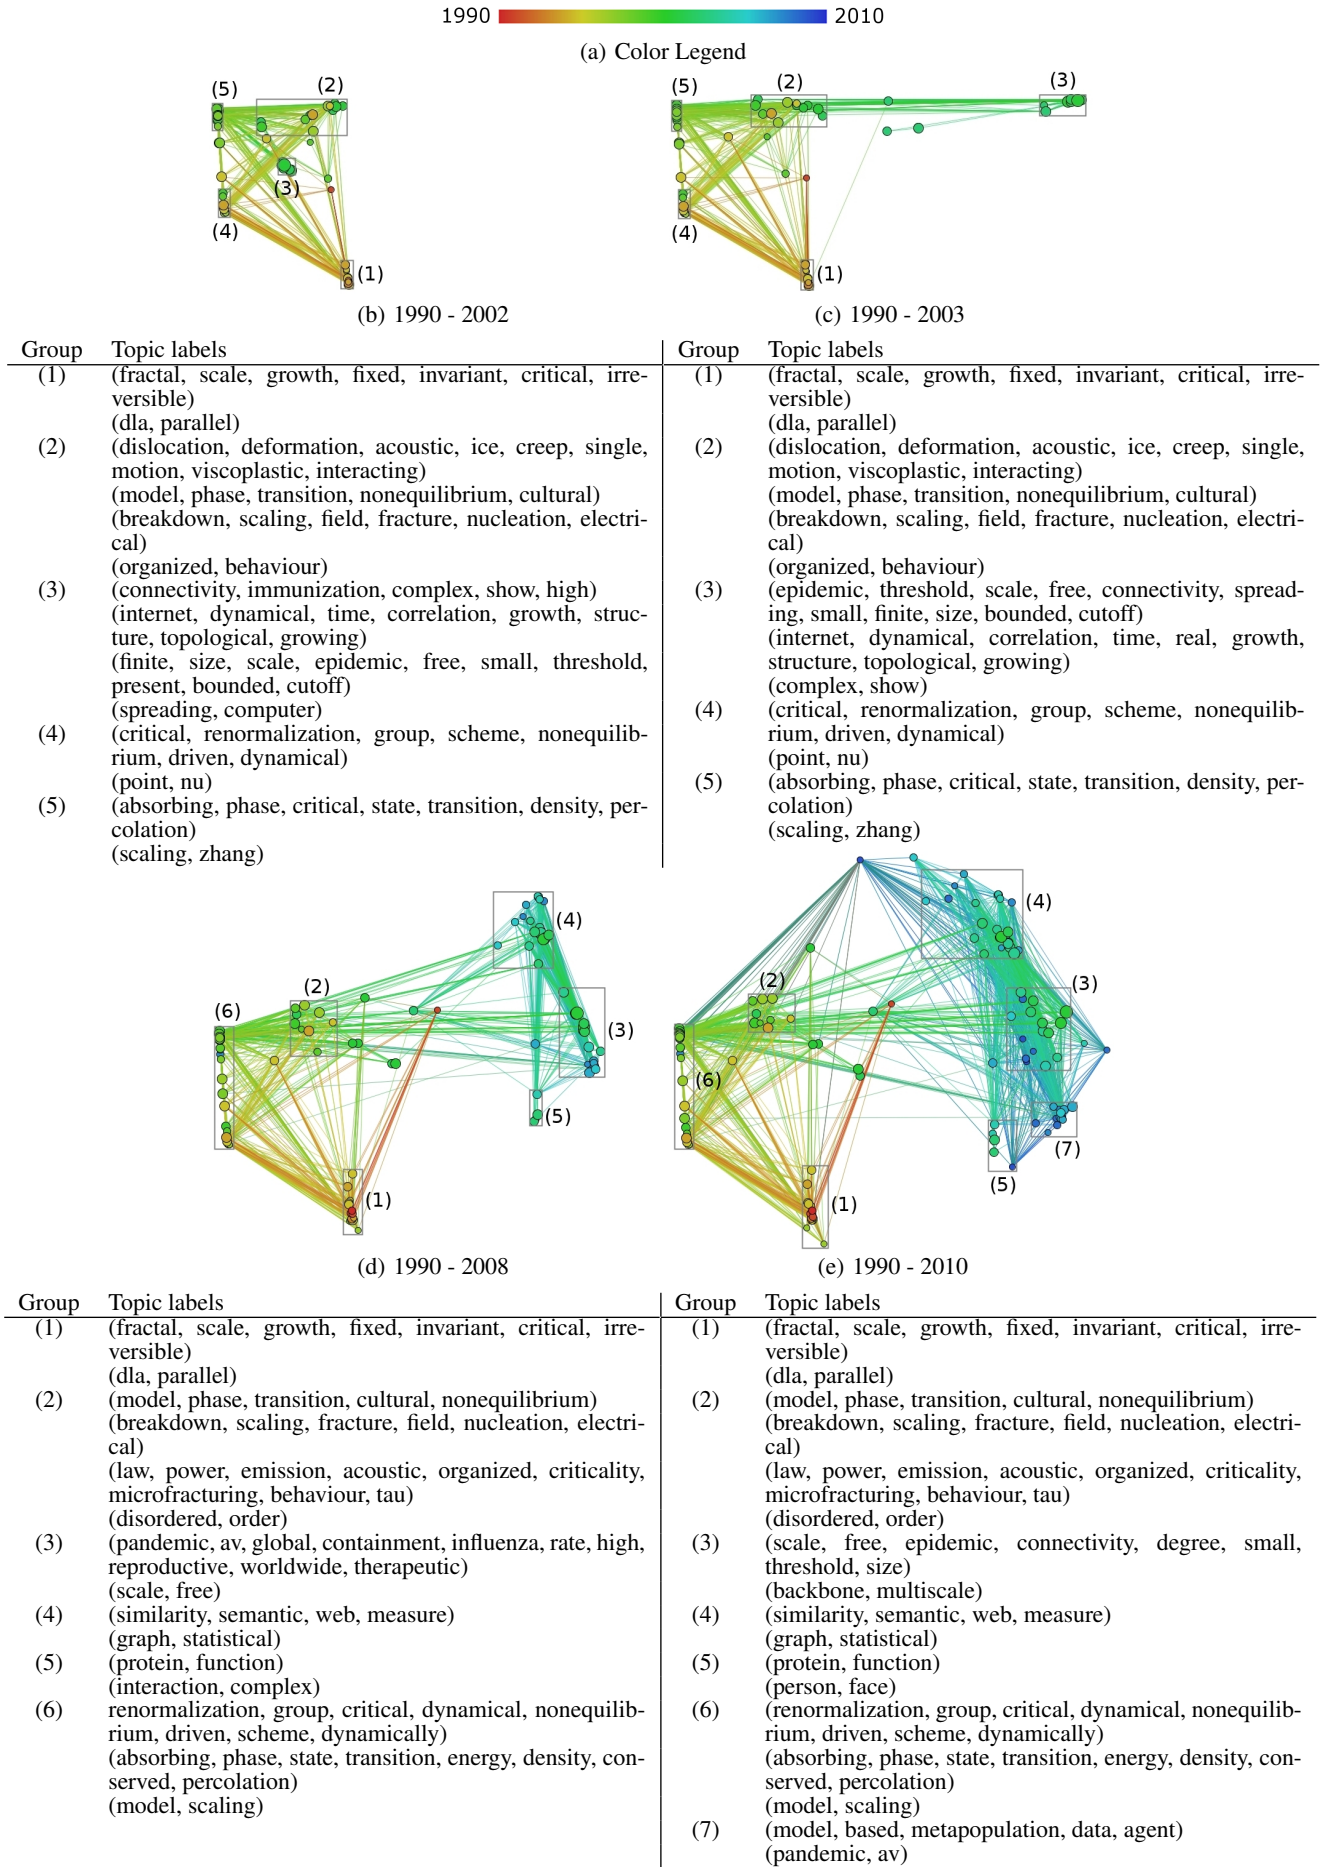 1990 2010
(a) Color Legend
(5) (2)
(3)
(4)
(1)
(b) 1990 - 2002
(5) (2) (3)
(4)
(1)
(c) 1990 - 2003
Group Topic labels
(1) (fractal, scale, growth, fixed, invariant, critical, irre-
versible)
(dla, parallel)
(2) (dislocation, deformation, acoustic, ice, creep, single,
motion, viscoplastic, interacting)
(model, phase, transition, nonequilibrium, cultural)
(breakdown, scaling, field, fracture, nucleation, electri-
cal)
(organized, behaviour)
(3) (connectivity, immunization, complex, show, high)
(internet, dynamical, time, correlation, growth, struc-
ture, topological, growing)
(finite, size, scale, epidemic, free, small, threshold,
present, bounded, cutoff)
(spreading, computer)
(4) (critical, renormalization, group, scheme, nonequilib-
rium, driven, dynamical)
(point, nu)
(5) (absorbing, phase, critical, state, transition, density, per-
colation)
(scaling, zhang)
Group Topic labels
(1) (fractal, scale, growth, fixed, invariant, critical, irre-
versible)
(dla, parallel)
(2) (dislocation, deformation, acoustic, ice, creep, single,
motion, viscoplastic, interacting)
(model, phase, transition, nonequilibrium, cultural)
(breakdown, scaling, field, fracture, nucleation, electri-
cal)
(organized, behaviour)
(3) (epidemic, threshold, scale, free, connectivity, spread-
ing, small, finite, size, bounded, cutoff)
(internet, dynamical, correlation, time, real, growth,
structure, topological, growing)
(complex, show)
(4) (critical, renormalization, group, scheme, nonequilib-
rium, driven, dynamical)
(point, nu)
(5) (absorbing, phase, critical, state, transition, density, per-
colation)
(scaling, zhang)
(4)
(2)
(6)
(3)
(5)
(1)
(d) 1990 - 2008
(4)
(2)
(3)
(6)
(7)
(5)
(1)
(e) 1990 - 2010
Group Topic labels
(1) (fractal, scale, growth, fixed, invariant, critical, irre-
versible)
(dla, parallel)
(2) (model, phase, transition, cultural, nonequilibrium)
(breakdown, scaling, fracture, field, nucleation, electri-
cal)
(law, power, emission, acoustic, organized, criticality,
microfracturing, behaviour, tau)
(disordered, order)
(3) (pandemic, av, global, containment, influenza, rate, high,
reproductive, worldwide, therapeutic)
(scale, free)
(4) (similarity, semantic, web, measure)
(graph, statistical)
(5) (protein, function)
(interaction, complex)
(6) renormalization, group, critical, dynamical, nonequilib-
rium, driven, scheme, dynamically)
(absorbing, phase, state, transition, energy, density, con-
served, percolation)
(model, scaling)
Group Topic labels
(1) (fractal, scale, growth, fixed, invariant, critical, irre-
versible)
(dla, parallel)
(2) (model, phase, transition, cultural, nonequilibrium)
(breakdown, scaling, fracture, field, nucleation, electri-
cal)
(law, power, emission, acoustic, organized, criticality,
microfracturing, behaviour, tau)
(disordered, order)
(3) (scale, free, epidemic, connectivity, degree, small,
threshold, size)
(backbone, multiscale)
(4) (similarity, semantic, web, measure)
(graph, statistical)
(5) (protein, function)
(person, face)
(6) (renormalization, group, critical, dynamical, nonequilib-
rium, driven, scheme, dynamically)
(absorbing, phase, state, transition, energy, density, con-
served, percolation)
(model, scaling)
(7) (model, based, metapopulation, data, agent)
(pandemic, av)